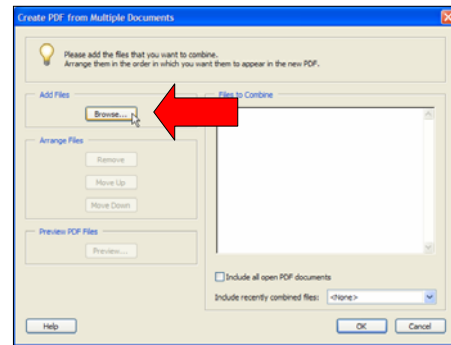 Create PDF from Multiple Documents
Please add the files that you want to combine.
Arrange them in the order in which you want them to appear in the new PDF.
Add Files
Browse...
Arrange Files
Remove
Move Up
Move Down
Preview PDF Files
Preview...
Files to Combine
Include all open PDF documents
Include recently combined files: <None>
Help
OK
Cancel